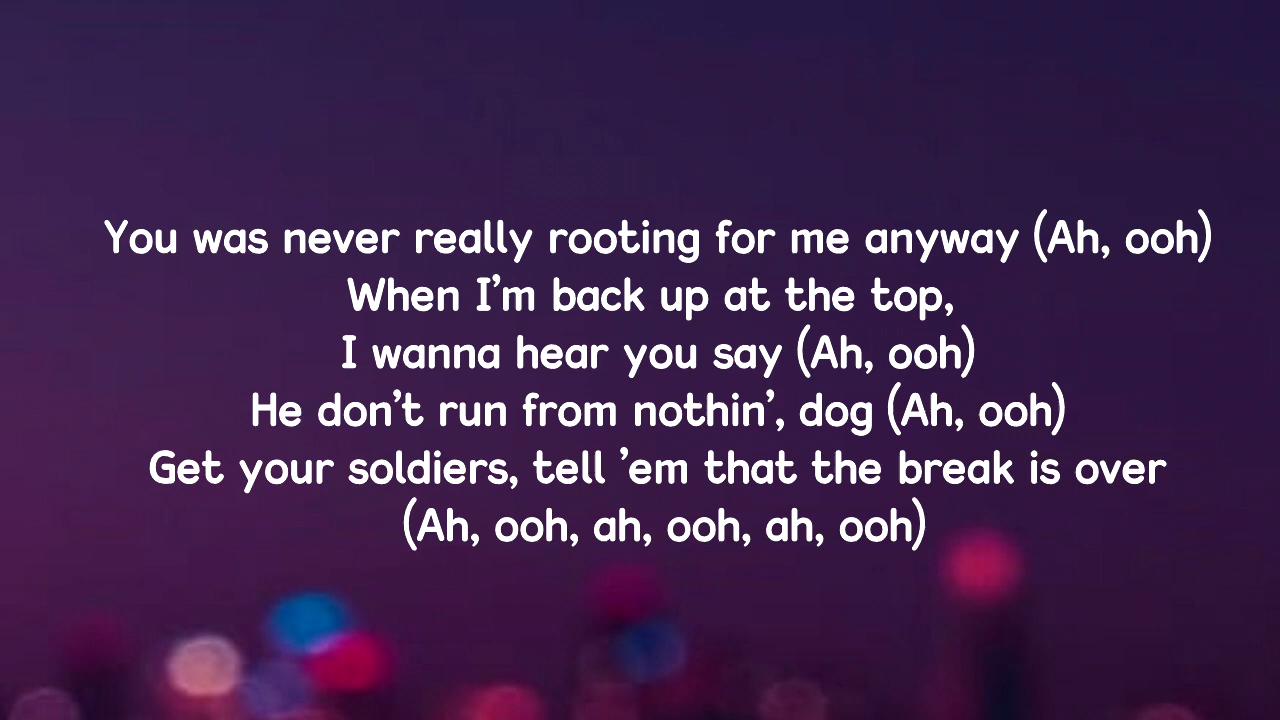 You was never really rooting for me anyway (Ah, ooh)
When I'm back up at the top,
I wanna hear you say (Ah, ooh)
He don't run from nothin', dog (Ah, ooh)
Get your soldiers, tell 'em that the break is over
(Ah, ooh, ah, ooh, ah, ooh)